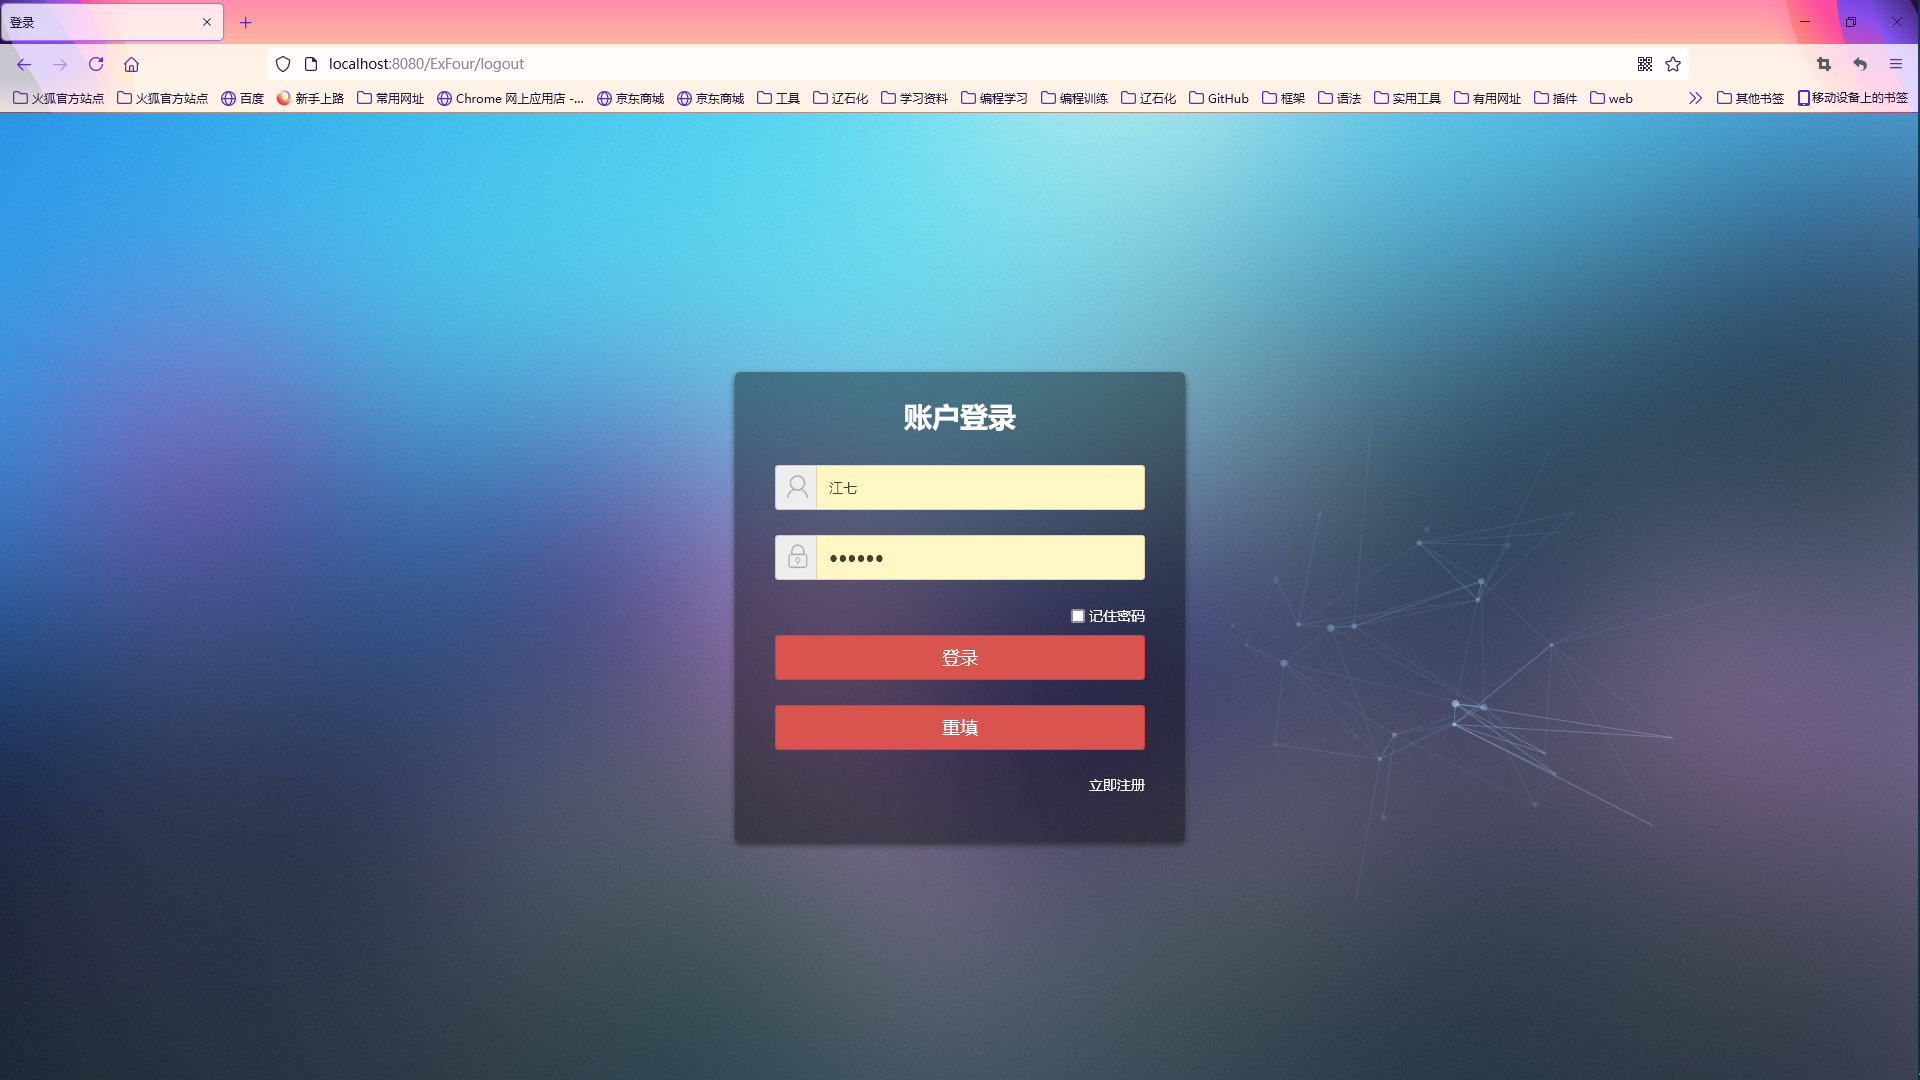 登录
localhost:8080/ExFour/logout
火狐官方站点 火狐官方站点 百度 新手上路 常用网址 Chrome 网上应用店 -... 京东商城 京东商城 工具 辽石化 学习资料 编程学习 编程训练 辽石化 GitHub 框架 语法 实用工具 有用网址 插件 web 其他书签 移动设备上的书签
账户登录
江七
••••••
记住密码
登录
重填
立即注册